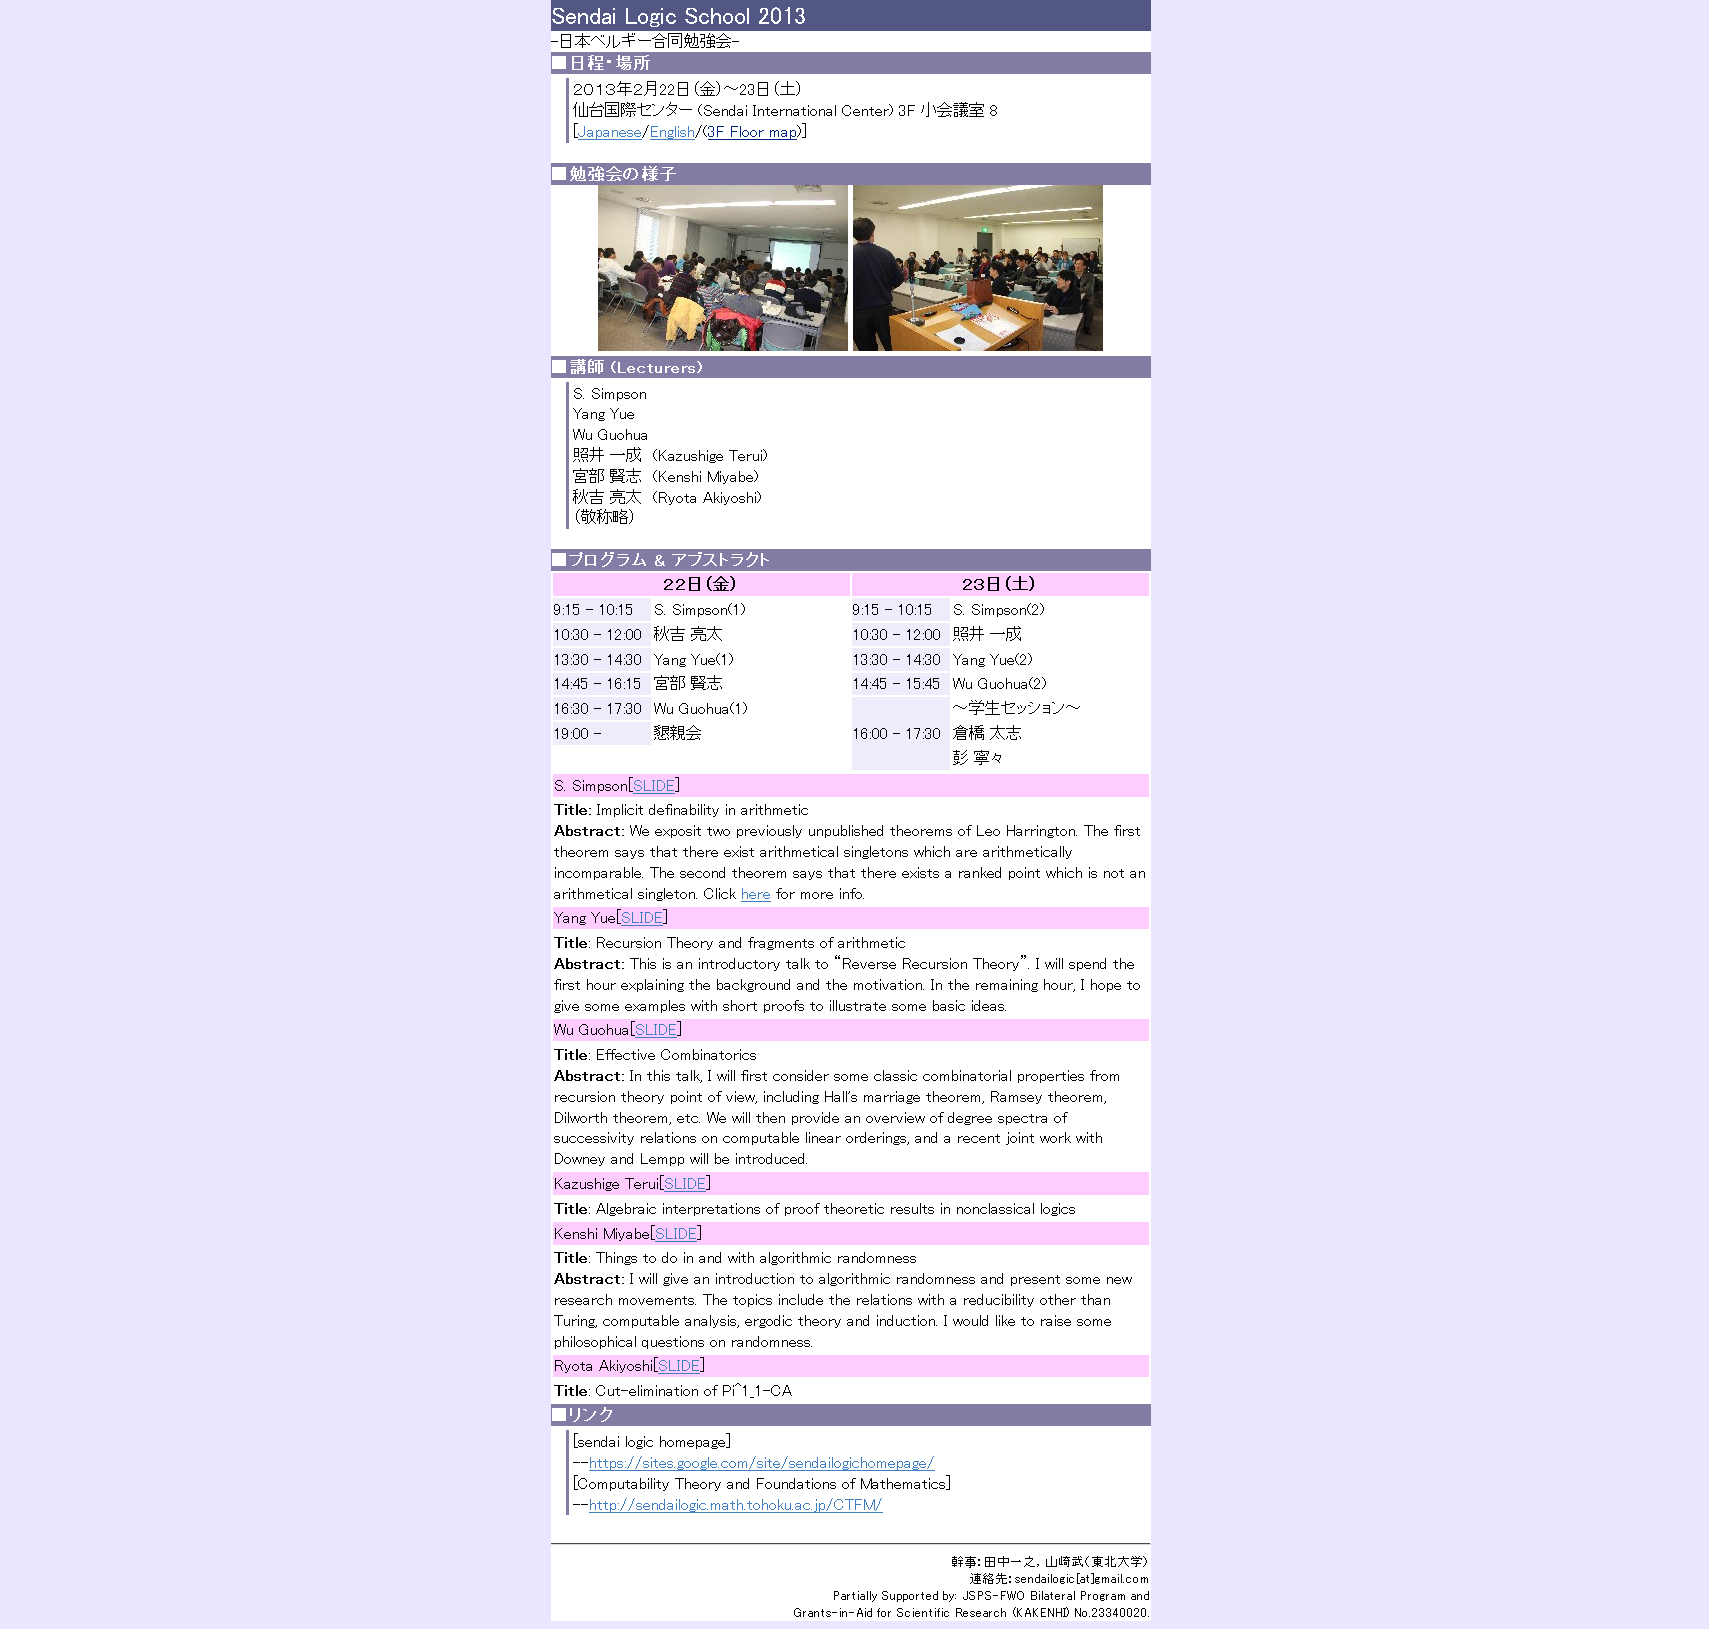 Sendai Logic School 2013
-日本ベルギー合同勉強会-
■日程・場所
２０１３年２月22日（金）～23日（土）
仙台国際センター (Sendai International Center) 3F 小会議室 8
[Japanese/English/(3F Floor map)]
■勉強会の様子
■講師 (Lecturers)
S. Simpson
Yang Yue
Wu Guohua
照井 一成 (Kazushige Terui)
宮部 賢志 (Kenshi Miyabe)
秋吉 亮太 (Ryota Akiyoshi)
（敬称略）
■プログラム & アブストラクト
２２日（金）
9:15 - 10:15 S. Simpson(1)
10:30 - 12:00 秋吉 亮太
13:30 - 14:30 Yang Yue(1)
14:45 - 16:15 宮部 賢志
16:30 - 17:30 Wu Guohua(1)
19:00 - 懇親会
２３日（土）
9:15 - 10:15 S. Simpson(2)
10:30 - 12:00 照井 一成
13:30 - 14:30 Yang Yue(2)
14:45 - 15:45 Wu Guohua(2)
～学生セッション～
16:00 - 17:30 倉橋 太志
彭 寧々
S. Simpson[SLIDE]
Title: Implicit definability in arithmetic
Abstract: We exposit two previously unpublished theorems of Leo Harrington. The first
theorem says that there exist arithmetical singletons which are arithmetically
incomparable. The second theorem says that there exists a ranked point which is not an
arithmetical singleton. Click here for more info.
Yang Yue[SLIDE]
Title: Recursion Theory and fragments of arithmetic
Abstract: This is an introductory talk to “Reverse Recursion Theory”. I will spend the
first hour explaining the background and the motivation. In the remaining hour, I hope to
give some examples with short proofs to illustrate some basic ideas.
Wu Guohua[SLIDE]
Title: Effective Combinatorics
Abstract: In this talk, I will first consider some classic combinatorial properties from
recursion theory point of view, including Hall's marriage theorem, Ramsey theorem,
Dilworth theorem, etc. We will then provide an overview of degree spectra of
successivity relations on computable linear orderings, and a recent joint work with
Downey and Lempp will be introduced.
Kazushige Terui[SLIDE]
Title: Algebraic interpretations of proof theoretic results in nonclassical logics
Kenshi Miyabe[SLIDE]
Title: Things to do in and with algorithmic randomness
Abstract: I will give an introduction to algorithmic randomness and present some new
research movements. The topics include the relations with a reducibility other than
Turing, computable analysis, ergodic theory and induction. I would like to raise some
philosophical questions on randomness.
Ryota Akiyoshi[SLIDE]
Title: Cut-elimination of Pi^1_1-CA
■リンク
[sendai logic homepage]
--https://sites.google.com/site/sendailogichomepage/
[Computability Theory and Foundations of Mathematics]
--http://sendailogic.math.tohoku.ac.jp/CTFM/
幹事：田中一之，山﨑武（東北大学）
連絡先：sendailogic[at]gmail.com
Partially Supported by: JSPS-FWO Bilateral Program and
Grants-in-Aid for Scientific Research (KAKENHI) No.23340020.